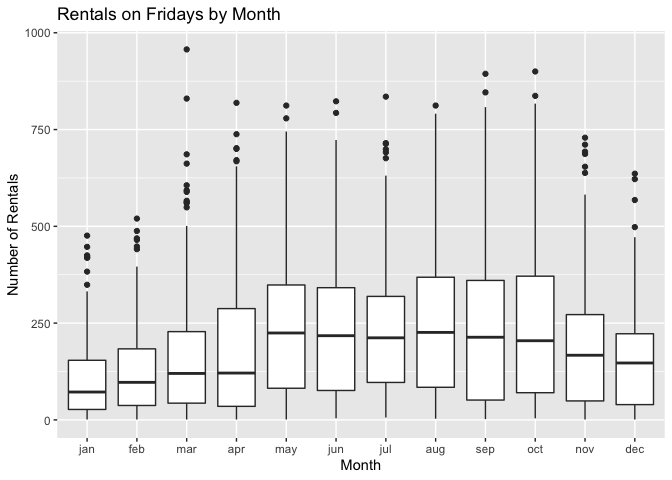 Rentals on Fridays by Month
Number of Rentals
1000
750
500
250
0
jan feb mar apr may jun jul aug sep oct nov dec
Month